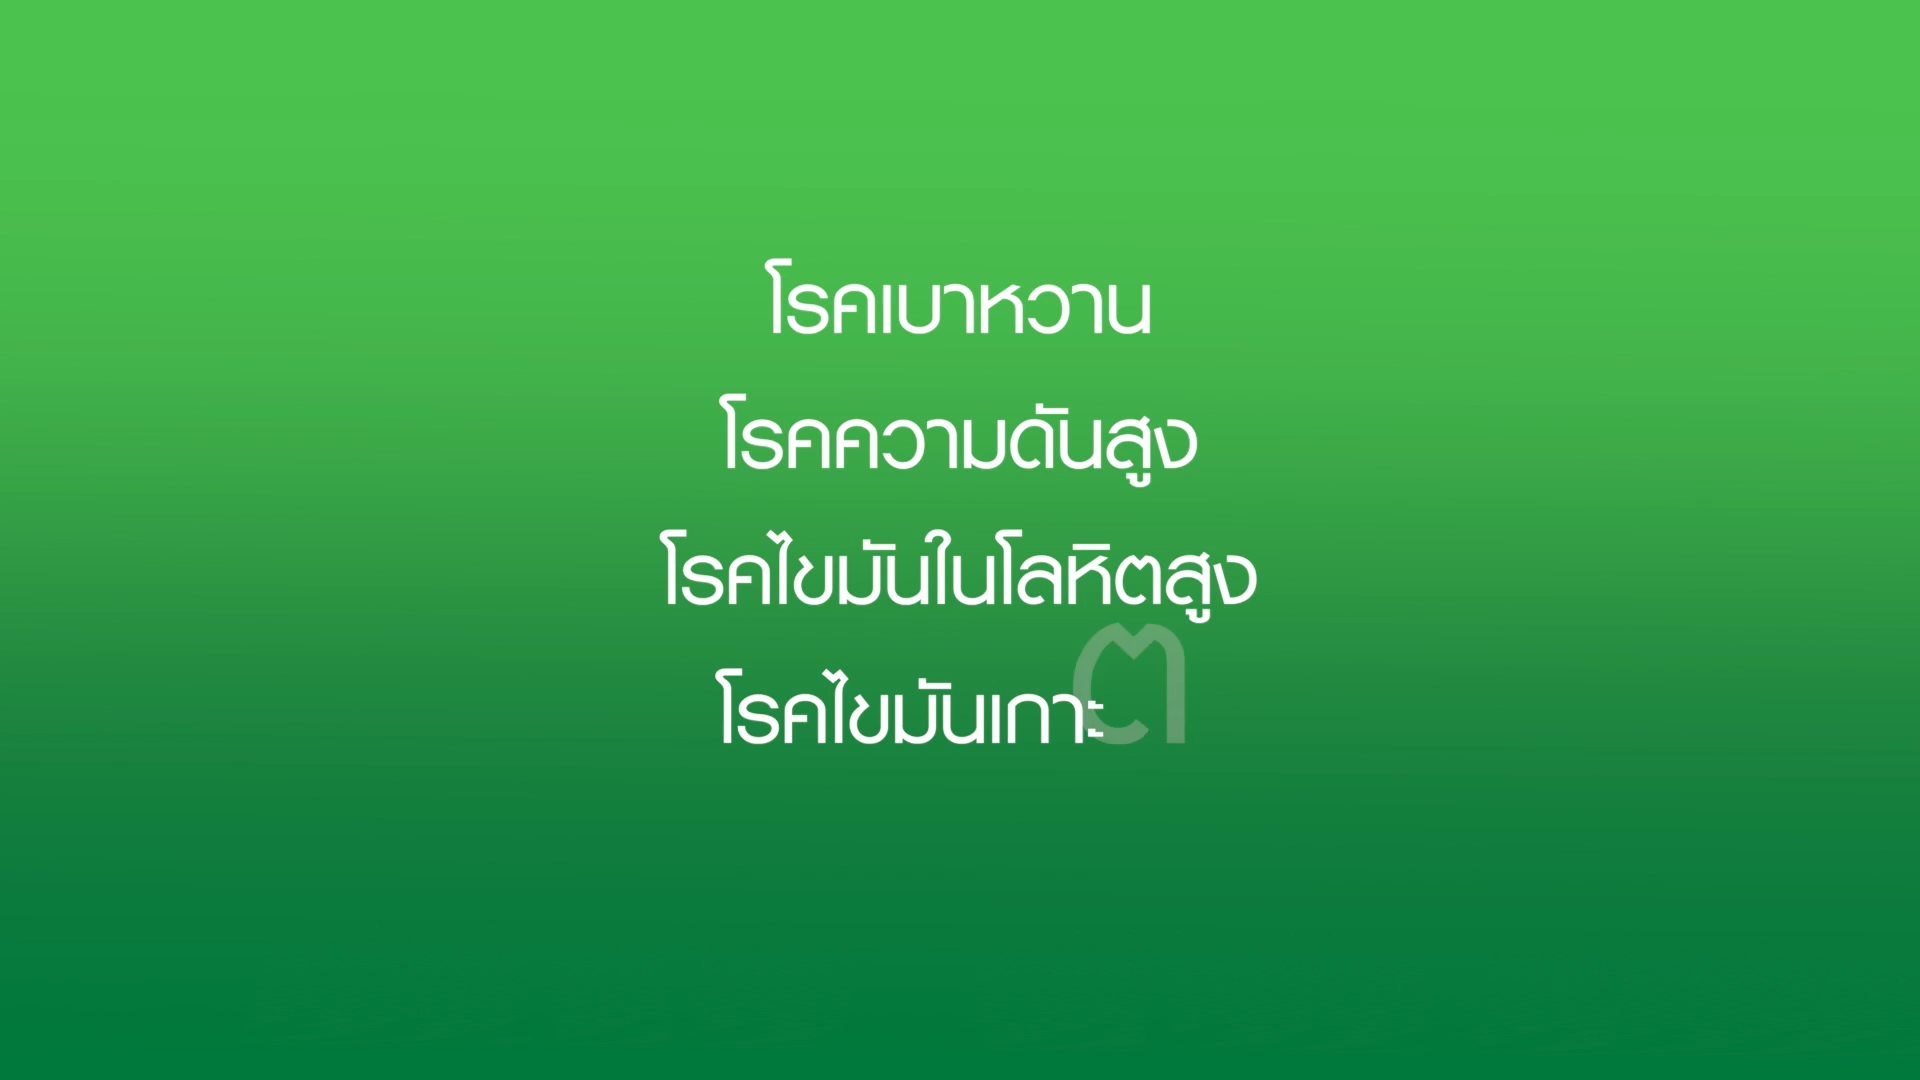 โรคเบาหวาน
โรคความดันสูง
โรคไขมันในโลหิตสูง
โรคไขมันเกาะต